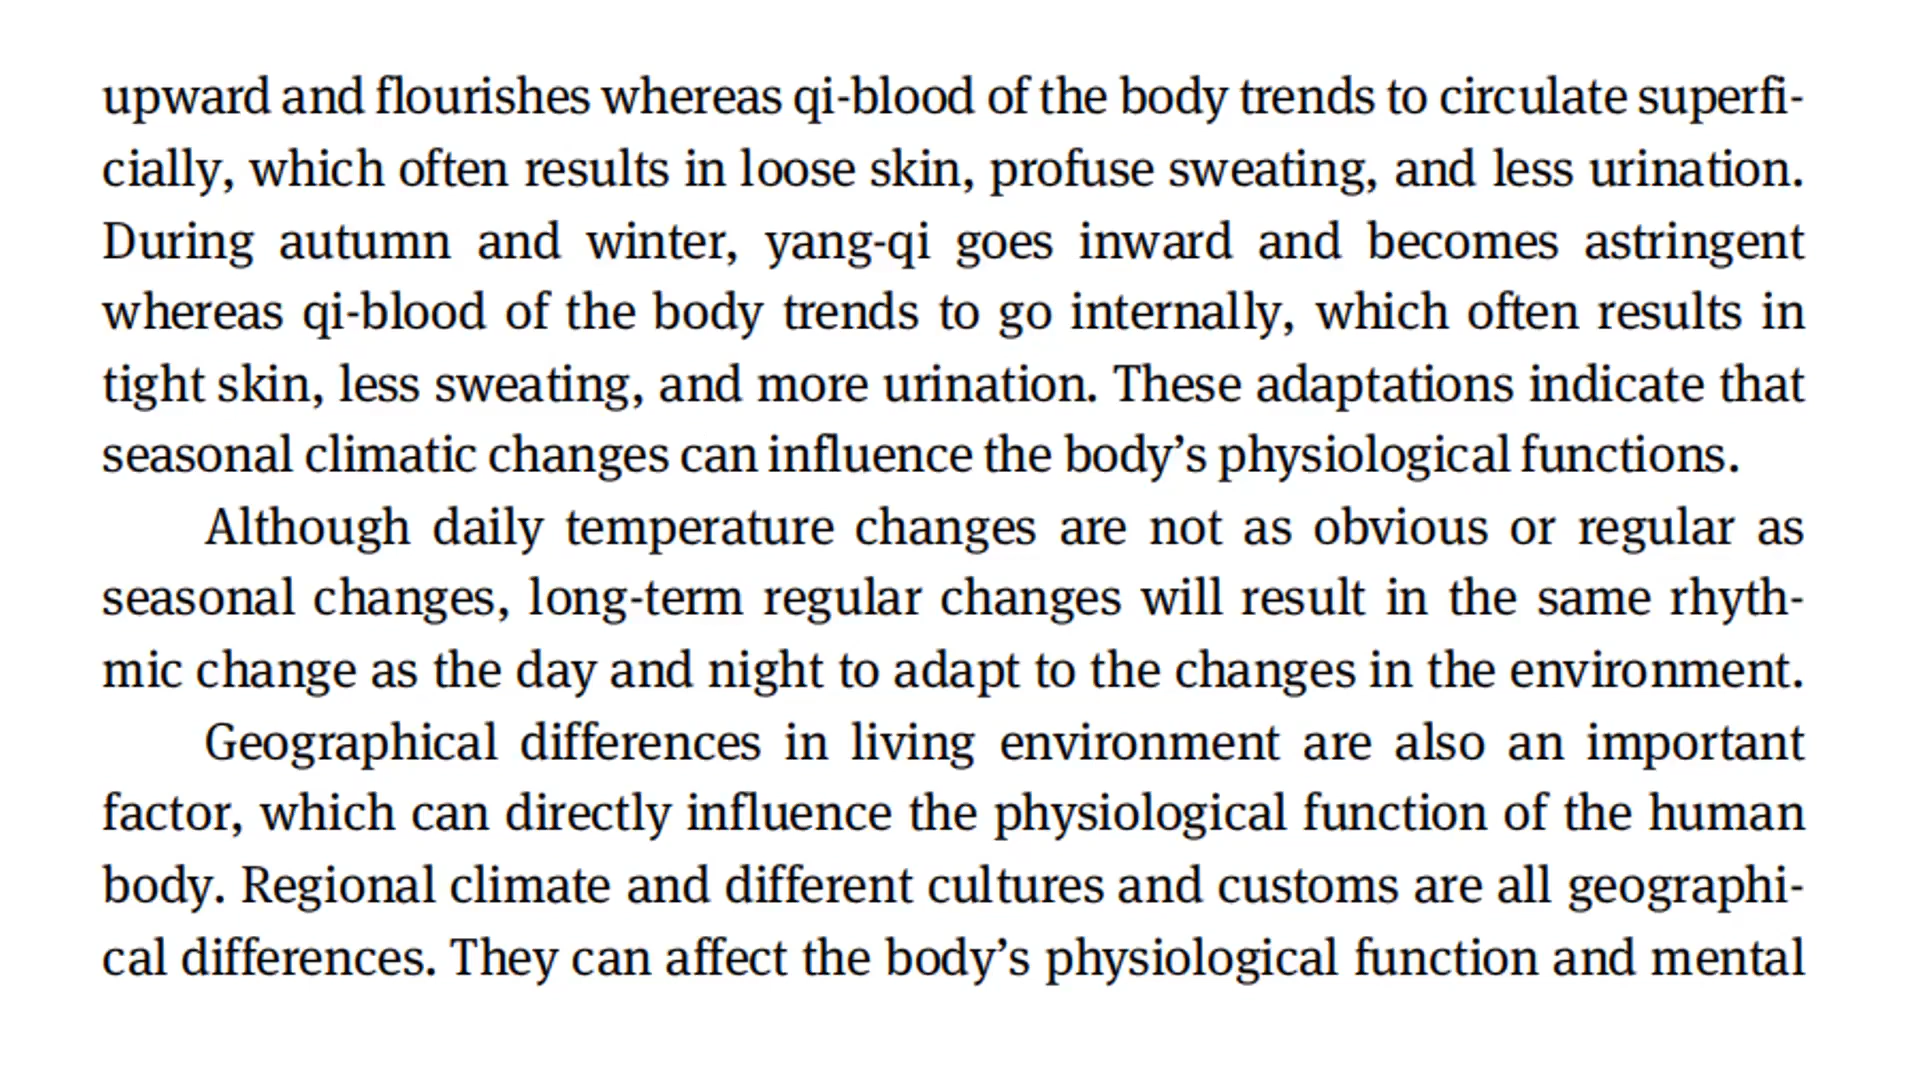 upward and flourishes whereas qi-blood of the body trends to circulate superfi-
cially, which often results in loose skin, profuse sweating, and less urination.
During autumn and winter, yang-qi goes inward and becomes astringent
whereas qi-blood of the body trends to go internally, which often results in
tight skin, less sweating, and more urination. These adaptations indicate that
seasonal climatic changes can influence the body’s physiological functions.
Although daily temperature changes are not as obvious or regular as
seasonal changes, long-term regular changes will result in the same rhyth-
mic change as the day and night to adapt to the changes in the environment.
Geographical differences in living environment are also an important
factor, which can directly influence the physiological function of the human
body. Regional climate and different cultures and customs are all geographi-
cal differences. They can affect the body’s physiological function and mental